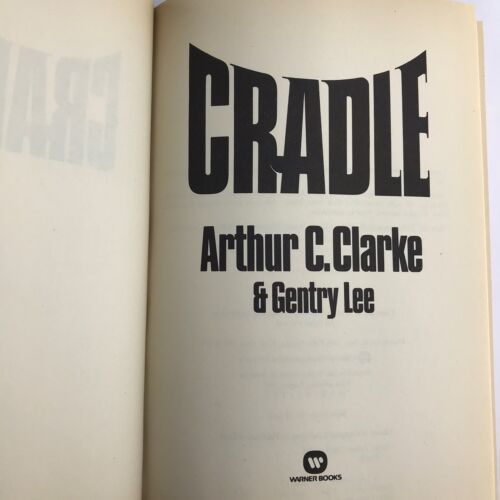 CRADLE
Arthur C. Clarke
& Gentry Lee
WARNER BOOKS